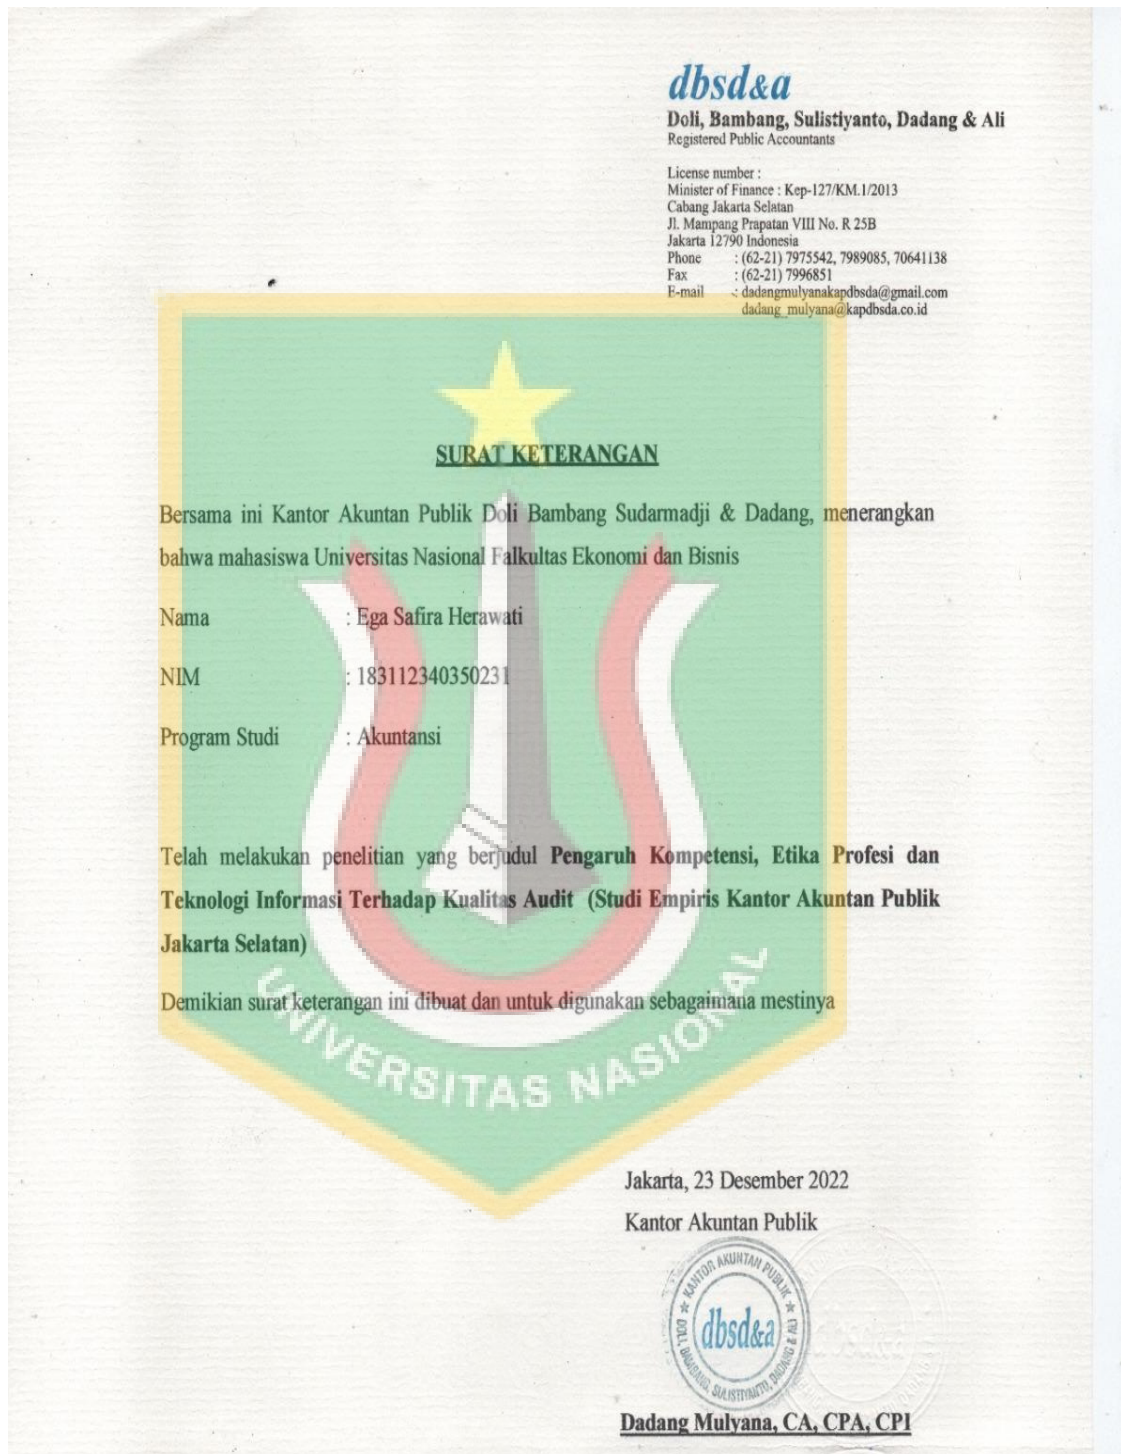 dbsd&a
Doli, Bambang, Sulistiyanto, Dadang & Ali
Registered Public Accountants
License number :
Minister of Finance : Kep-127/KM.1/2013
Cabang Jakarta Selatan
Jl. Mampang Prapatan VIII No. R 25B
Jakarta 12790 Indonesia
Phone : (62-21) 7975542, 7989085, 70641138
Fax : (62-21) 7996851
E-mail : dadangmulyanakapdbsda@gmail.com
dadang_mulyana@kapdbsda.co.id
SURAT KETERANGAN
Bersama ini Kantor Akuntan Publik Doli Bambang Sudarmadji & Dadang, menerangkan
bahwa mahasiswa Universitas Nasional Falkultas Ekonomi dan Bisnis
Nama : Ega Safira Herawati
NIM : 183112340350231
Program Studi : Akuntansi
Telah melakukan penelitian yang berjudul Pengaruh Kompetensi, Etika Profesi dan
Teknologi Informasi Terhadap Kualitas Audit (Studi Empiris Kantor Akuntan Publik
Jakarta Selatan)
Demikian surat keterangan ini dibuat dan untuk digunakan sebagaimana mestinya
UNIVERSITAS NASIONAL
Jakarta, 23 Desember 2022
Kantor Akuntan Publik
KANTOR AKUNTAN PUBLIK
dbsd&a
DOLI, BAMBANG, SULISTIYANTO, DADANG & ALI
Dadang Mulyana, CA, CPA, CPI